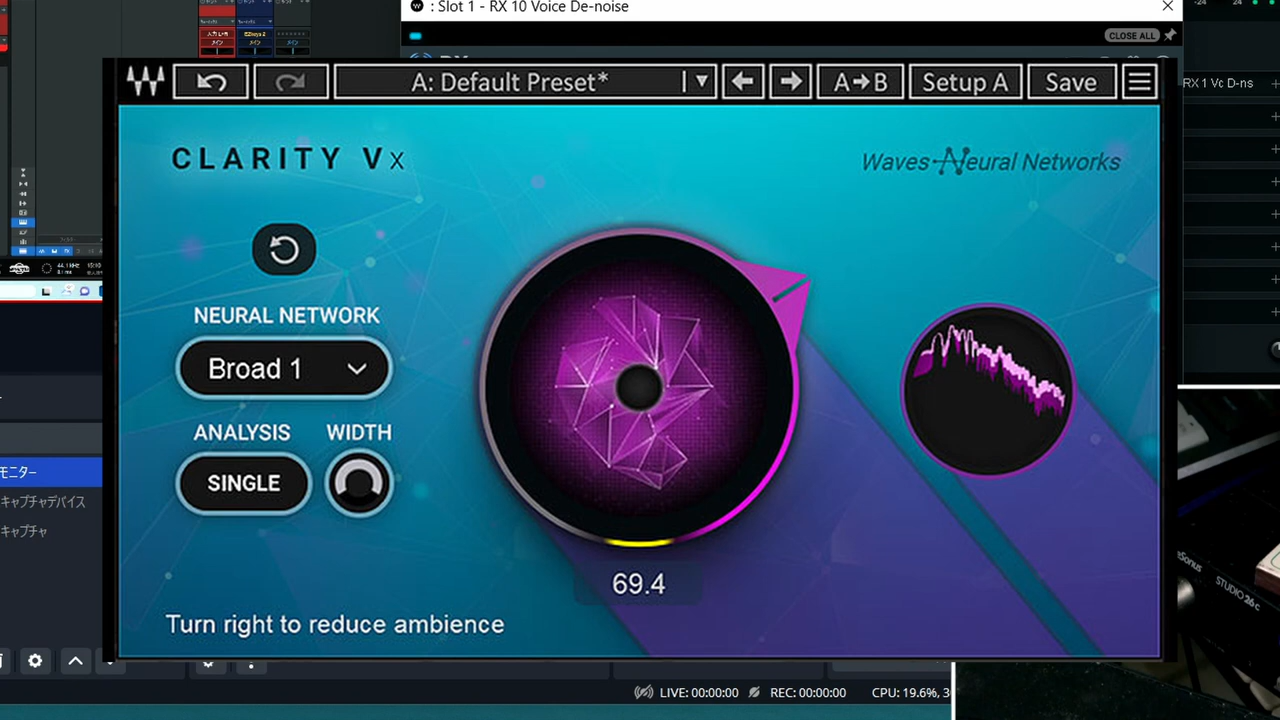 : Slot 1 - RX 10 Voice De-noise
CLOSE ALL
A: Default Preset*
A➔B
Setup A
Save
RX 1 Vc D-ns
CLARITY Vx
Waves Neural Networks
NEURAL NETWORK
Broad 1
ANALYSIS
WIDTH
SINGLE
69.4
Turn right to reduce ambience
モニター
キャプチャデバイス
キャプチャ
LIVE: 00:00:00
REC: 00:00:00
CPU: 19.6%, 3
STUDIO 26c